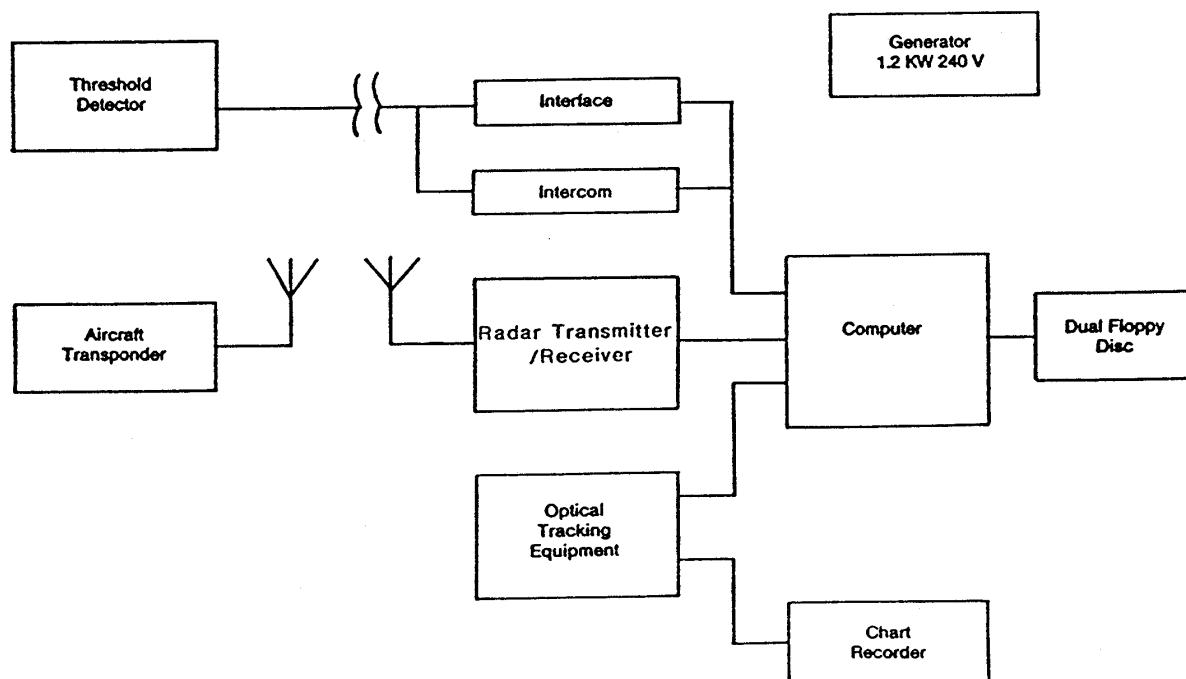 Threshold
Detector
Interface
Generator
1.2 KW 240 V
Intercom
Aircraft
Transponder
Radar Transmitter
/Receiver
Computer
Dual Floppy
Disc
Optical
Tracking
Equipment
Chart
Recorder